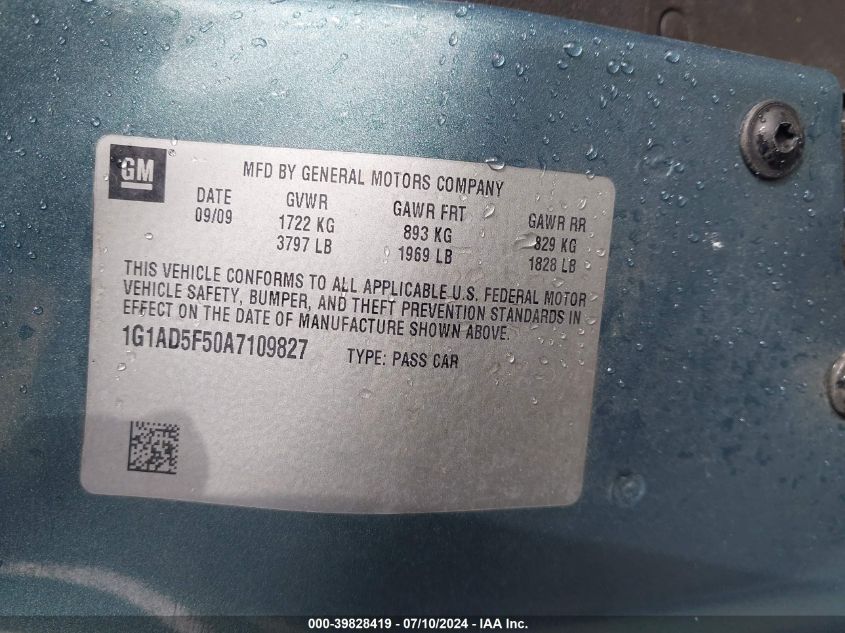 GM
MFD BY GENERAL MOTORS COMPANY
DATE GVWR GAWR FRT GAWR RR
09/09 1722 KG 893 KG 829 KG
3797 LB 1969 LB 1828 LB
THIS VEHICLE CONFORMS TO ALL APPLICABLE U.S. FEDERAL MOTOR
VEHICLE SAFETY, BUMPER, AND THEFT PREVENTION STANDARDS IN
EFFECT ON THE DATE OF MANUFACTURE SHOWN ABOVE.
1G1AD5F50A7109827 TYPE: PASS CAR
000-39828419 / 07/10/2024 - IAA Inc.